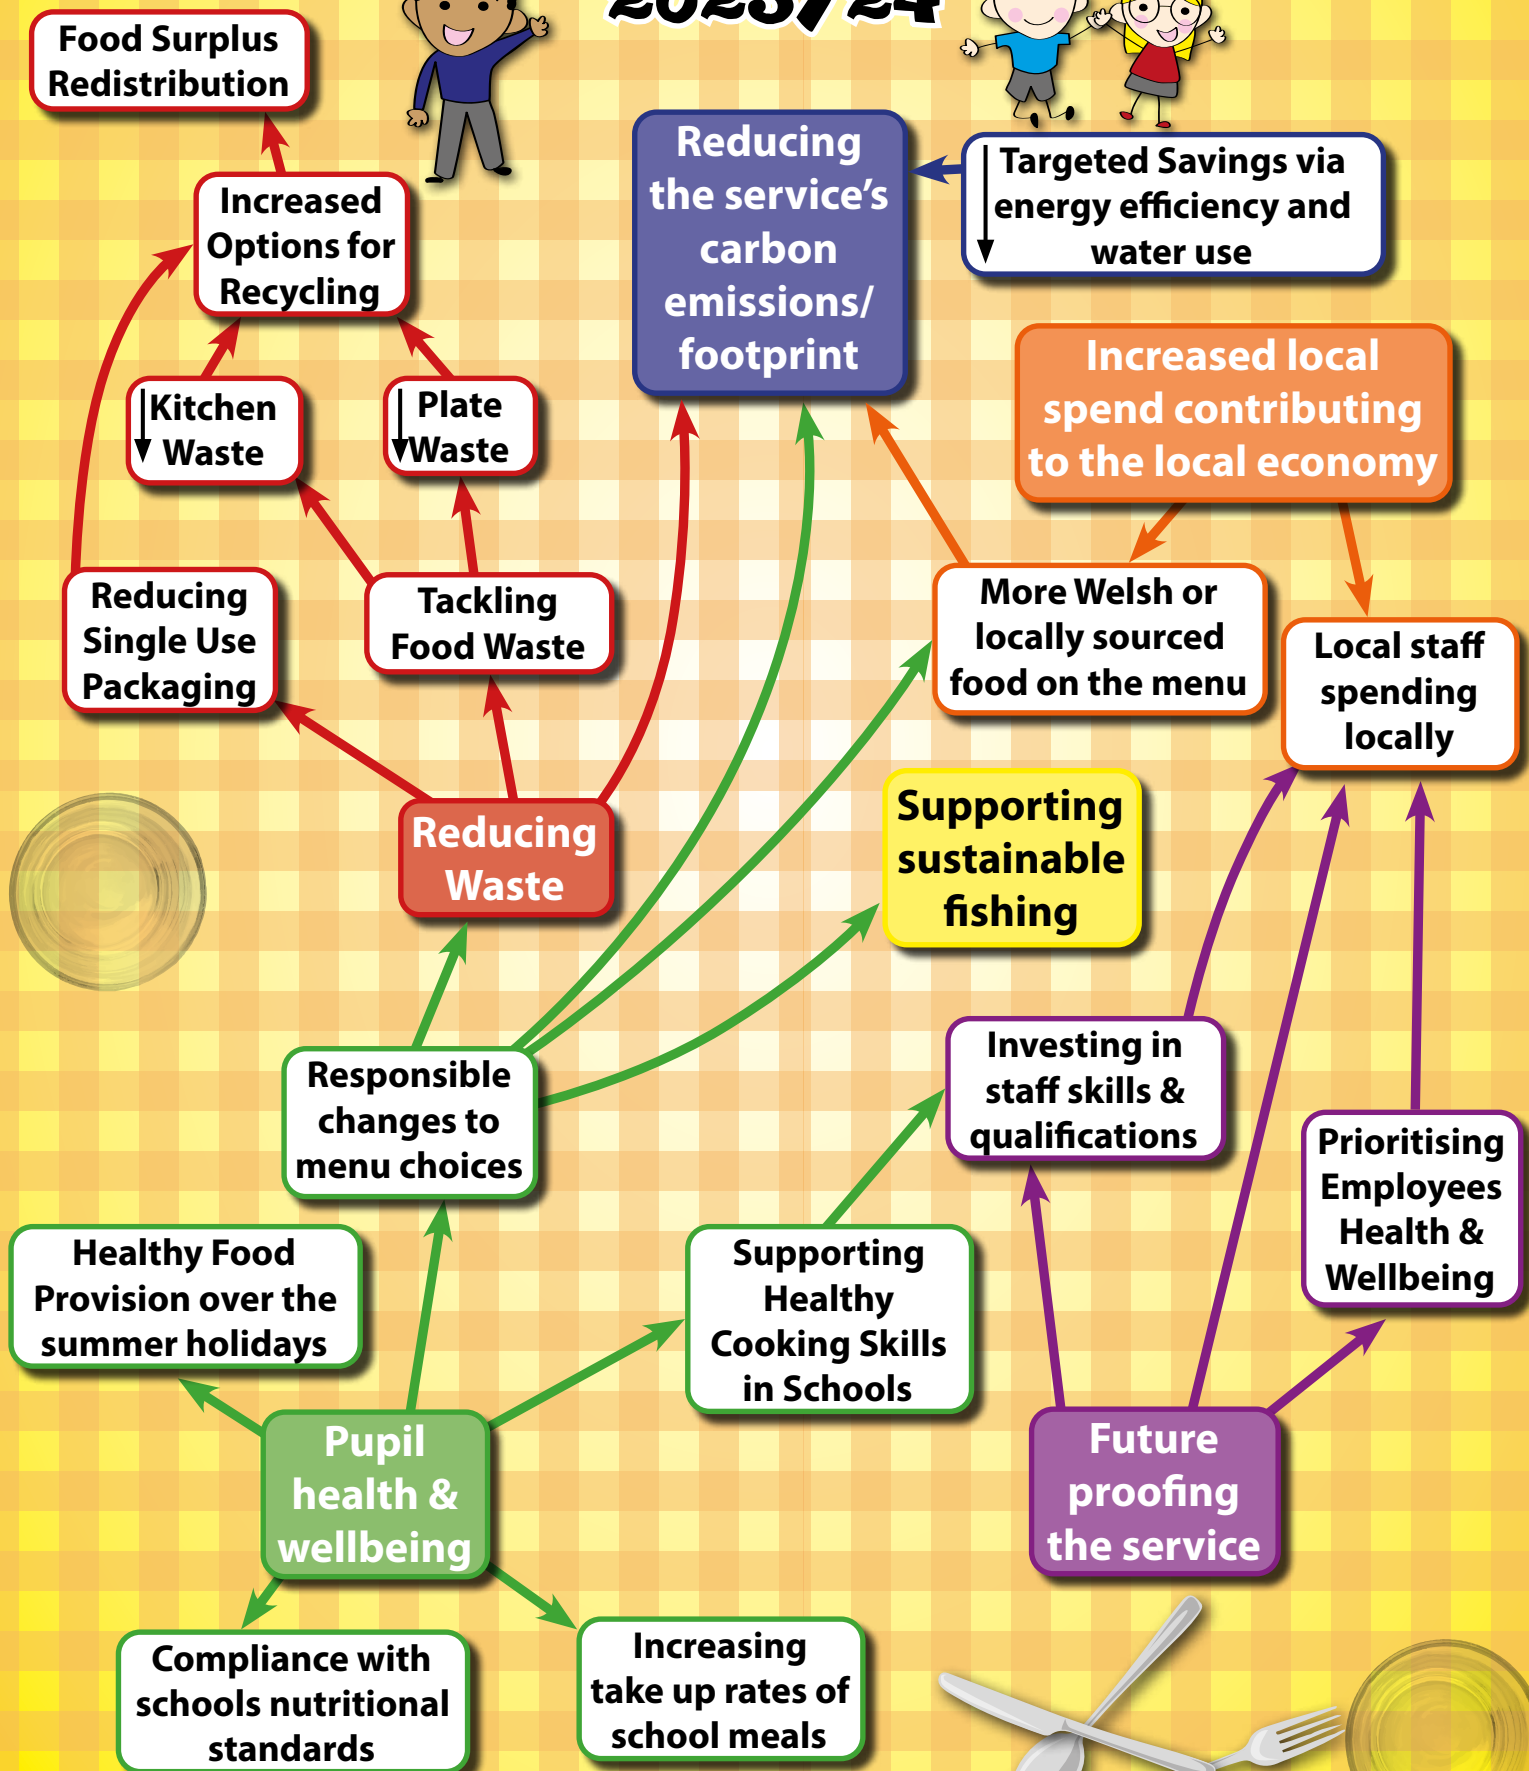 2023/24
Food Surplus
Redistribution
Reducing
the service's
carbon
emissions/
footprint
Targeted Savings via
energy efficiency and
water use
Increased
Options for
Recycling
Increased local
spend contributing
to the local economy
Kitchen
Waste
Plate
Waste
Reducing
Single Use
Packaging
Tackling
Food Waste
More Welsh or
locally sourced
food on the menu
Local staff
spending
locally
Reducing
Waste
Supporting
sustainable
fishing
Responsible
changes to
menu choices
Investing in
staff skills &
qualifications
Prioritising
Employees
Health &
Wellbeing
Healthy Food
Provision over the
summer holidays
Supporting
Healthy
Cooking Skills
in Schools
Pupil
health &
wellbeing
Future
proofing
the service
Compliance with
schools nutritional
standards
Increasing
take up rates of
school meals